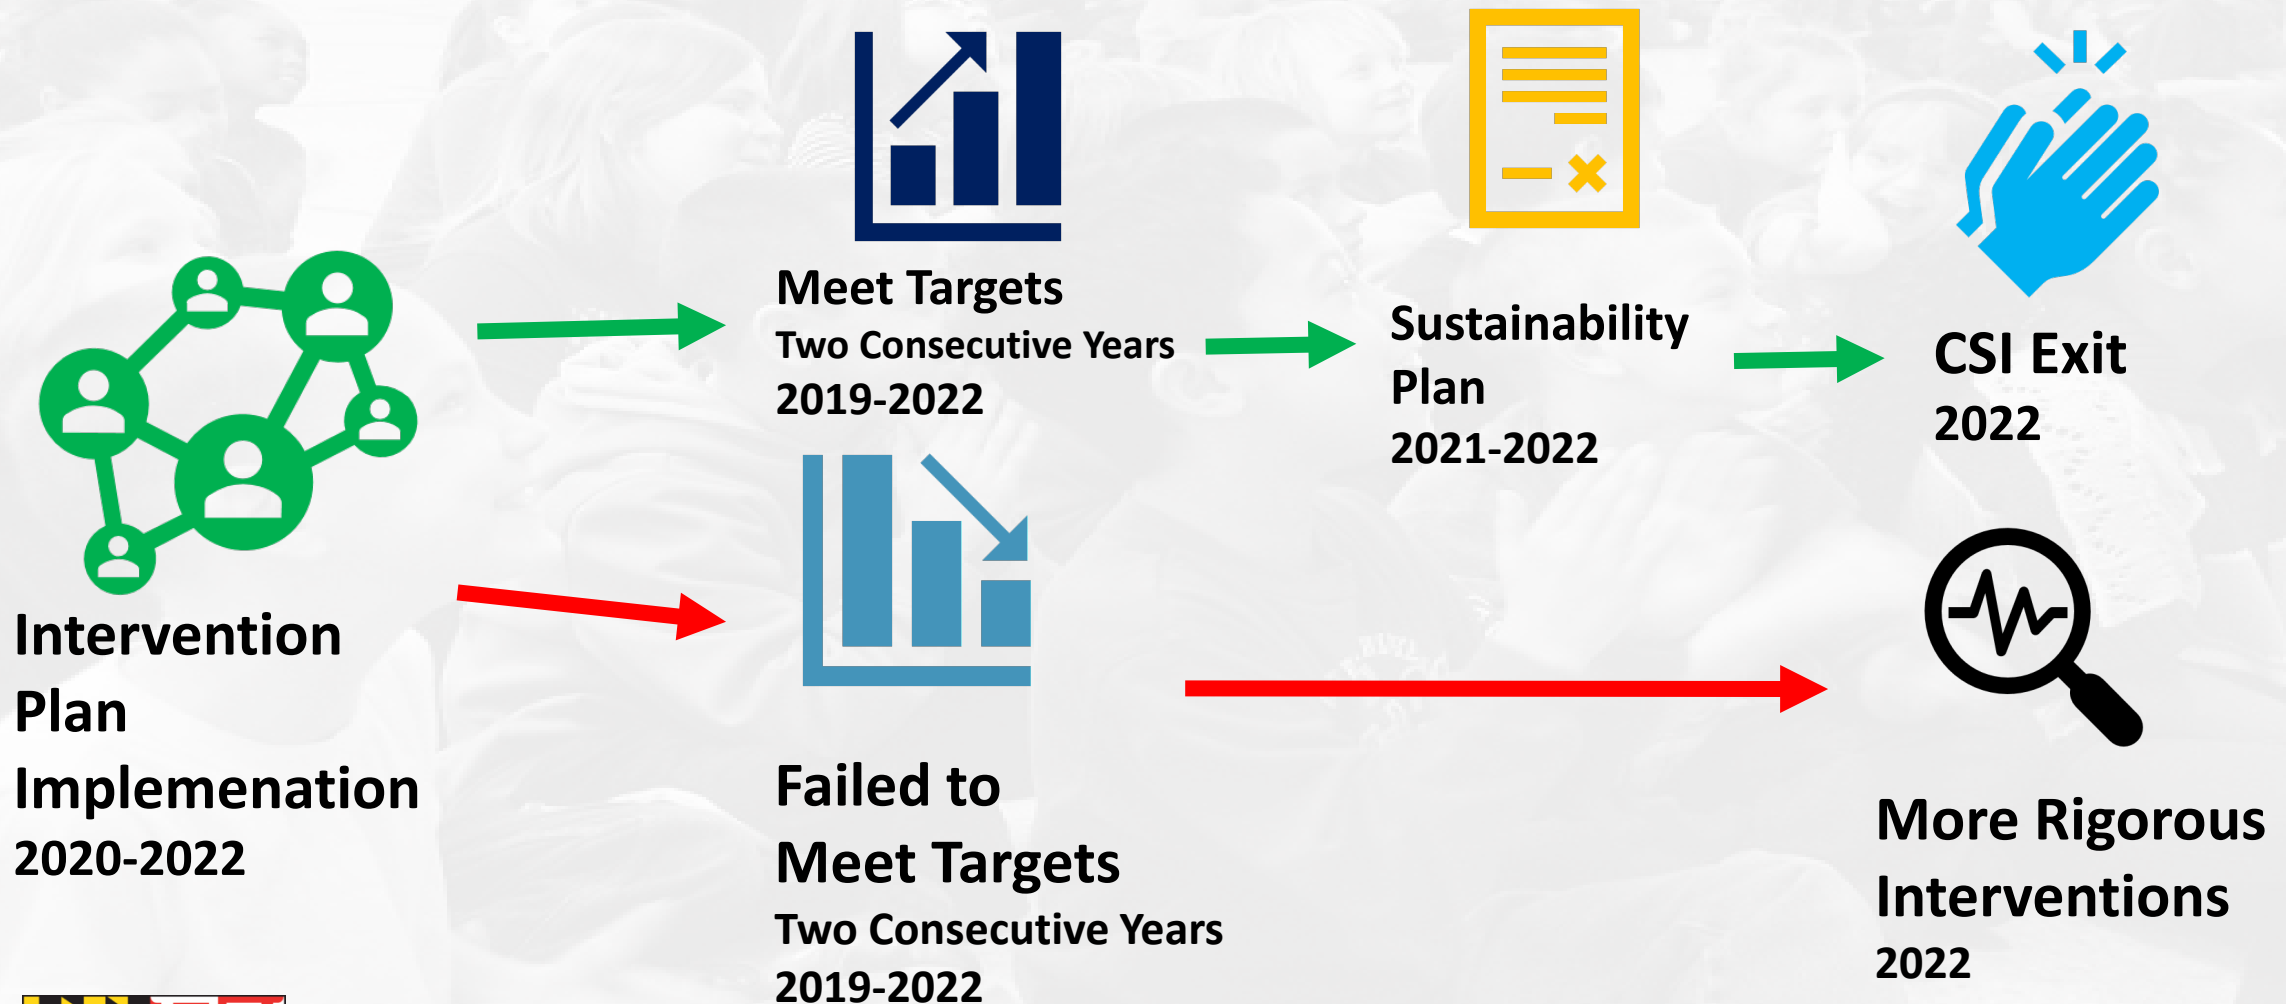 Intervention
Plan
Implemenation
2020-2022
Meet Targets
Two Consecutive Years
2019-2022
Sustainability
Plan
2021-2022
CSI Exit
2022
Failed to
Meet Targets
Two Consecutive Years
2019-2022
More Rigorous
Interventions
2022